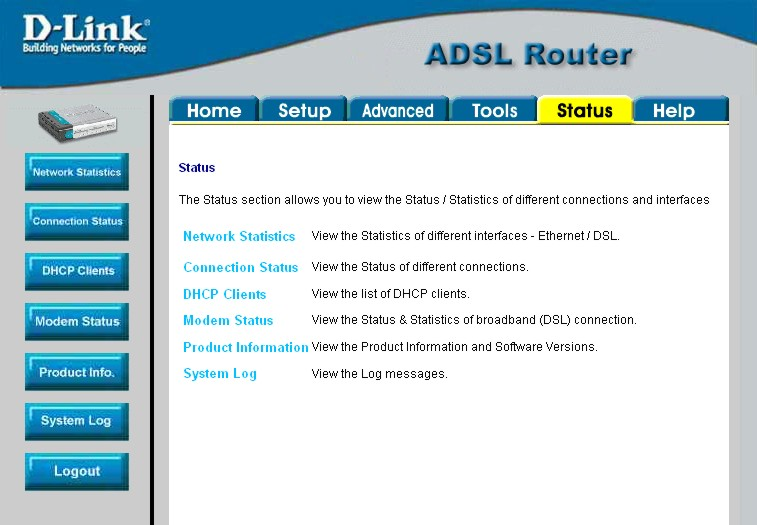 D-Link®
Building Networks for People
ADSL Router
Home Setup Advanced Tools Status Help
Network Statistics
Connection Status
DHCP Clients
Modem Status
Product Info.
System Log
Logout
Status
The Status section allows you to view the Status / Statistics of different connections and interfaces
Network Statistics View the Statistics of different interfaces - Ethernet / DSL.
Connection Status View the Status of different connections.
DHCP Clients View the list of DHCP clients.
Modem Status View the Status & Statistics of broadband (DSL) connection.
Product Information View the Product Information and Software Versions.
System Log View the Log messages.